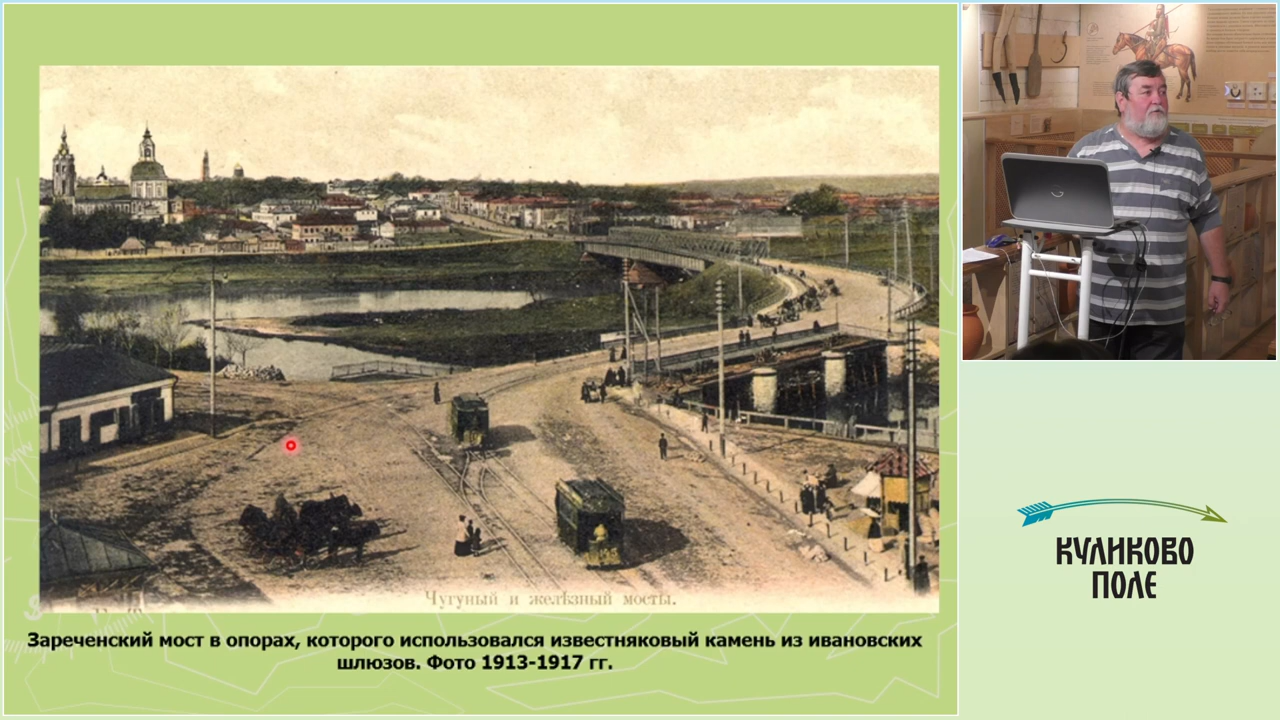 Чугуный и желѣзный мосты.
Зареченский мост в опорах, которого использовался известняковый камень из ивановских
шлюзов. Фото 1913-1917 гг.
КУЛИКОВО
ПОЛЕ